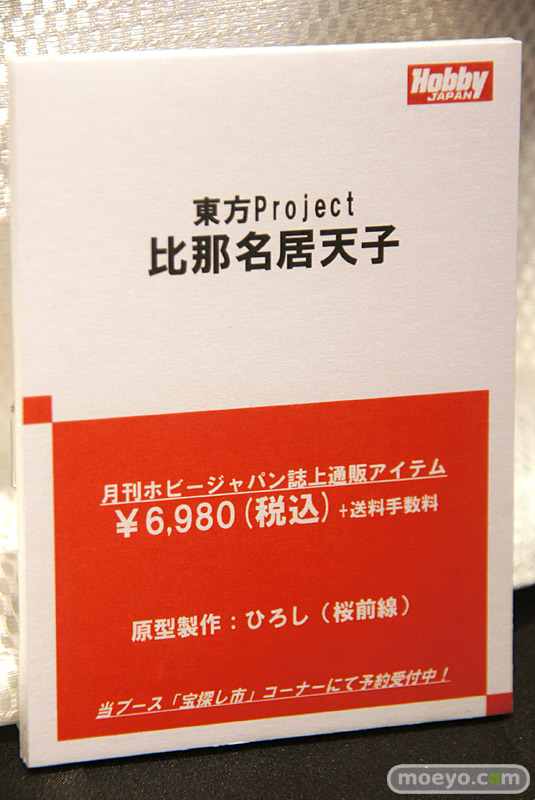 Hobby
JAPAN
東方Project
比那名居天子
月刊ホビージャパン誌上通販アイテム
￥6,980(税込)+送料手数料
原型製作：ひろし（桜前線）
当ブース「宝探し市」コーナーにて予約受付中！
moeyo.com